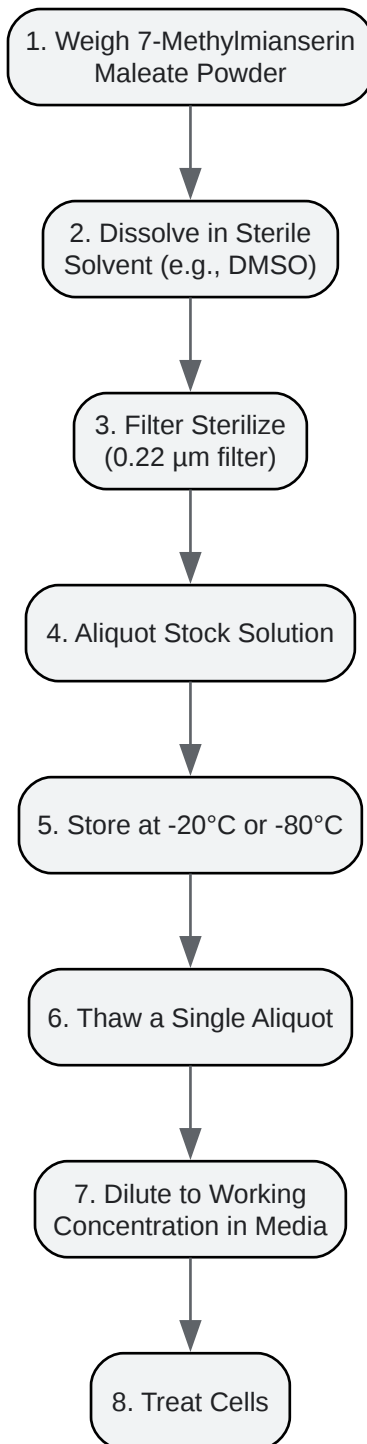 1. Weigh 7-Methylmianserin
Maleate Powder
2. Dissolve in Sterile
Solvent (e.g., DMSO)
3. Filter Sterilize
(0.22 µm filter)
4. Aliquot Stock Solution
5. Store at -20°C or -80°C
6. Thaw a Single Aliquot
7. Dilute to Working
Concentration in Media
8. Treat Cells